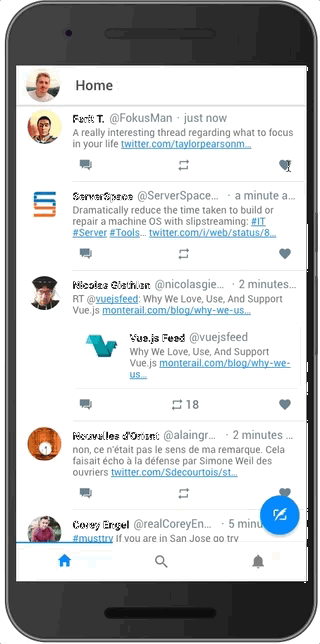 Home
Farit T. @FokusMan · just now
A really interesting thread regarding what to focus
in your life twitter.com/taylorpearsonm…
ServerSpace @ServerSpace… · a minute a…
Dramatically reduce the time taken to build or
repair a machine OS with slipstreaming: #IT
#Server #Tools… twitter.com/i/web/status/8…
Nicolas Giethlen @nicolasgie… · 2 minutes…
RT @vuejsfeed: Why We Love, Use, And Support
Vue.js monterail.com/blog/why-we-us…
Vue.js Feed @vuejsfeed
Why We Love, Use, And Support
Vue.js monterail.com/blog/why-we-
us…
18
Nouvelles d'Orient @alaingr… · 2 minutes …
non, ce n'était pas le sens de ma remarque. Cela
faisait écho à la défense par Simone Weil des
ouvriers twitter.com/Sdecourtois/st…
Corey Engel @realCoreyEn… · 5 minu
#musttry If you are in San Jose go try